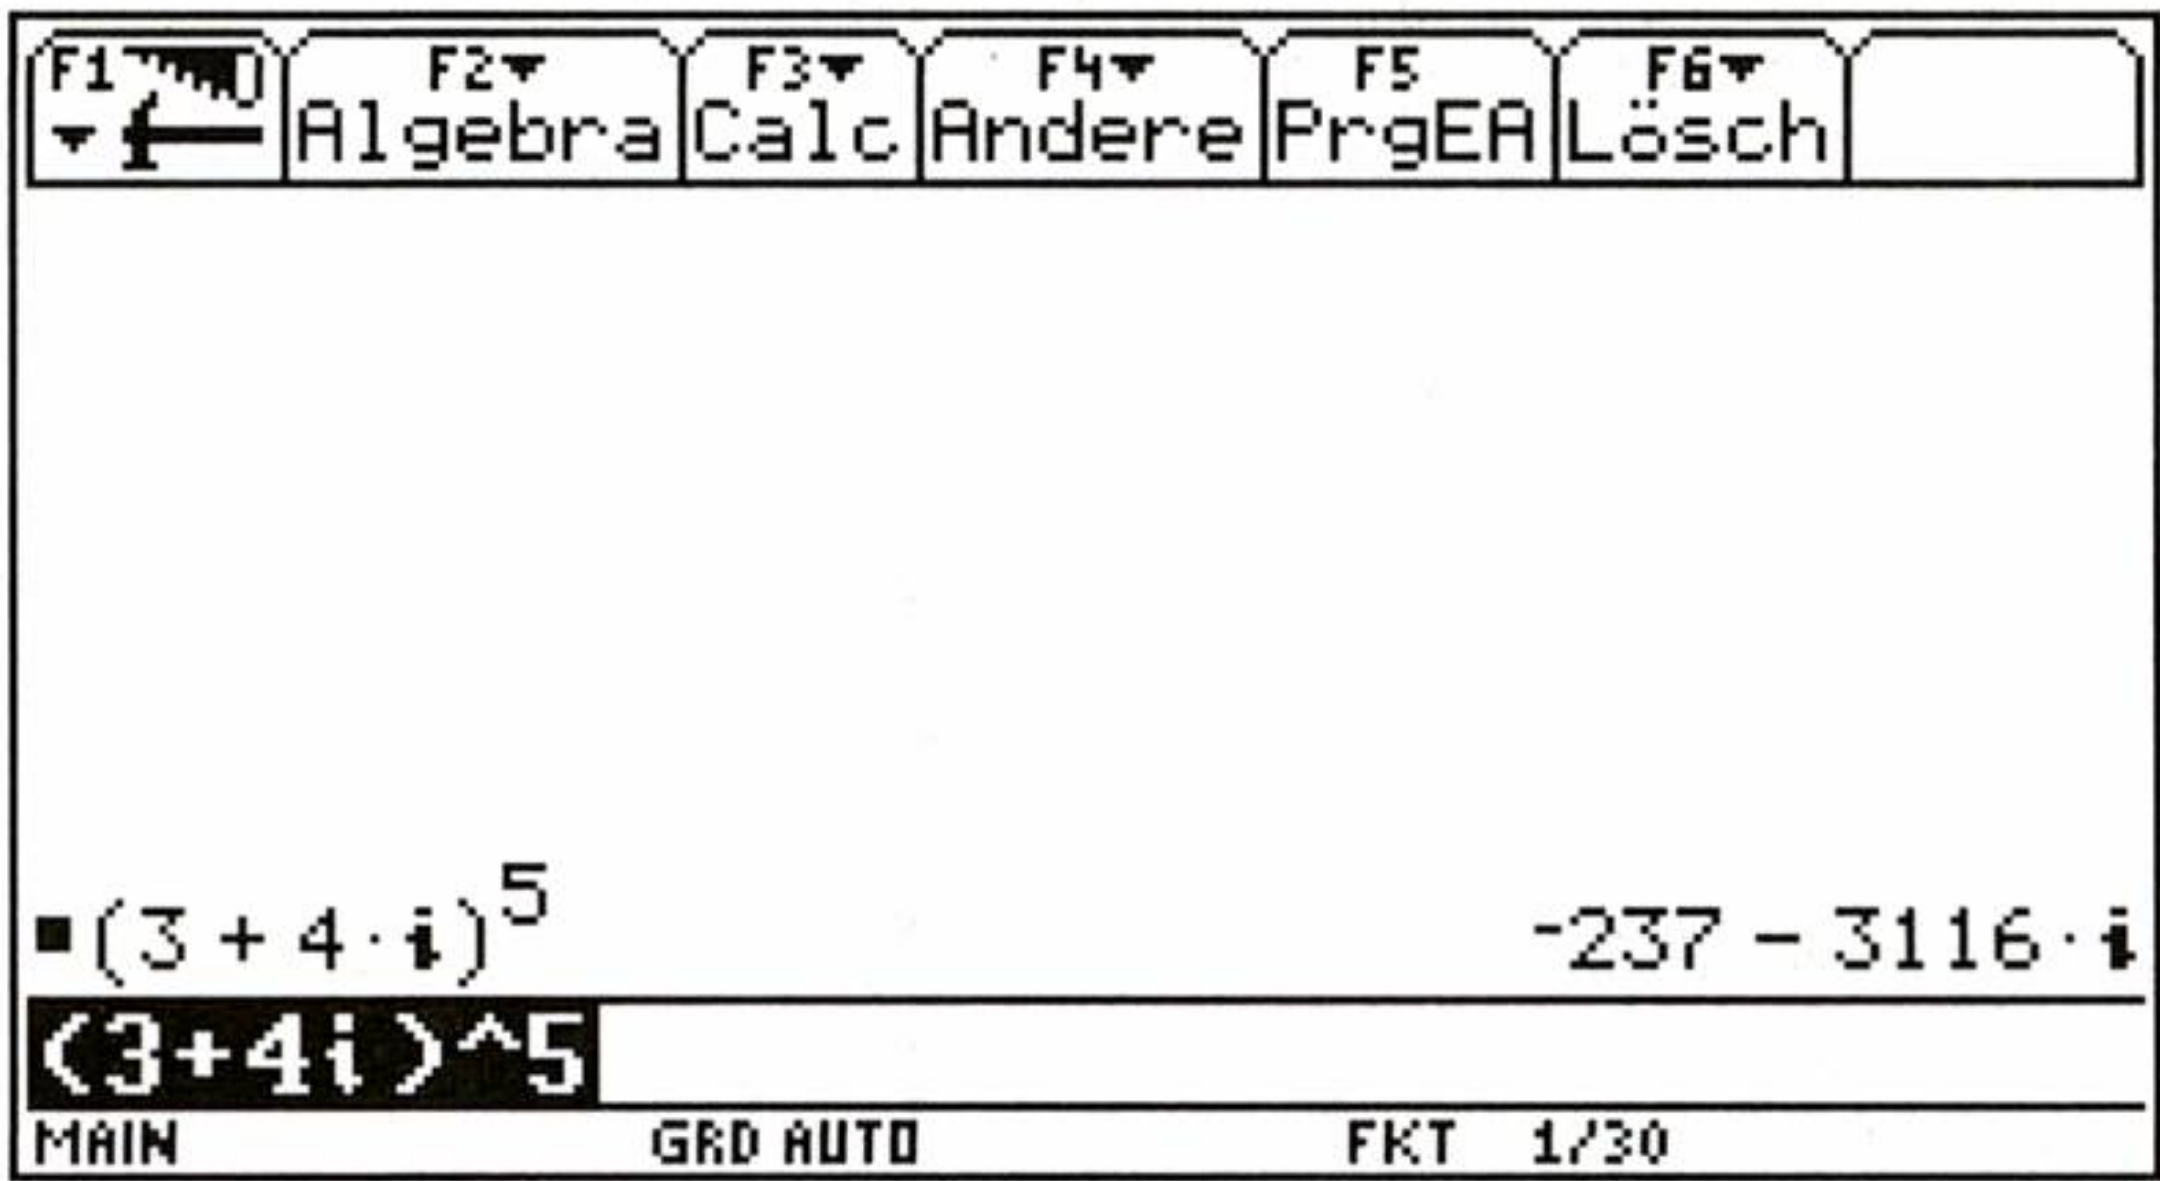 F1 F2 F3 F4 F5 F6
Algebra Calc Andere PrgEA Lösch
■(3 + 4·i)^5 -237 - 3116·i
(3+4i)^5
MAIN GRD AUTO FKT 1/30